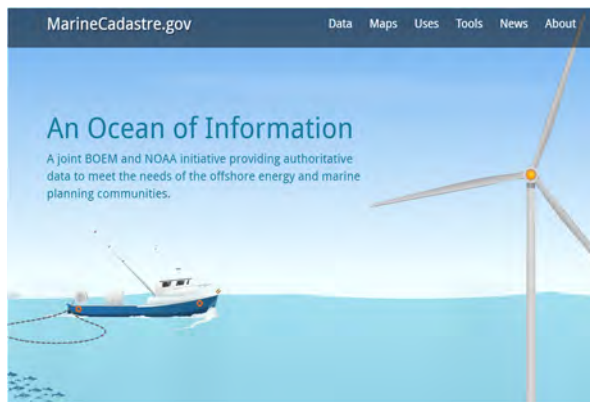 MarineCadastre.gov
Data Maps Uses Tools News About
An Ocean of Information
A joint BOEM and NOAA initiative providing authoritative
data to meet the needs of the offshore energy and marine
planning communities.